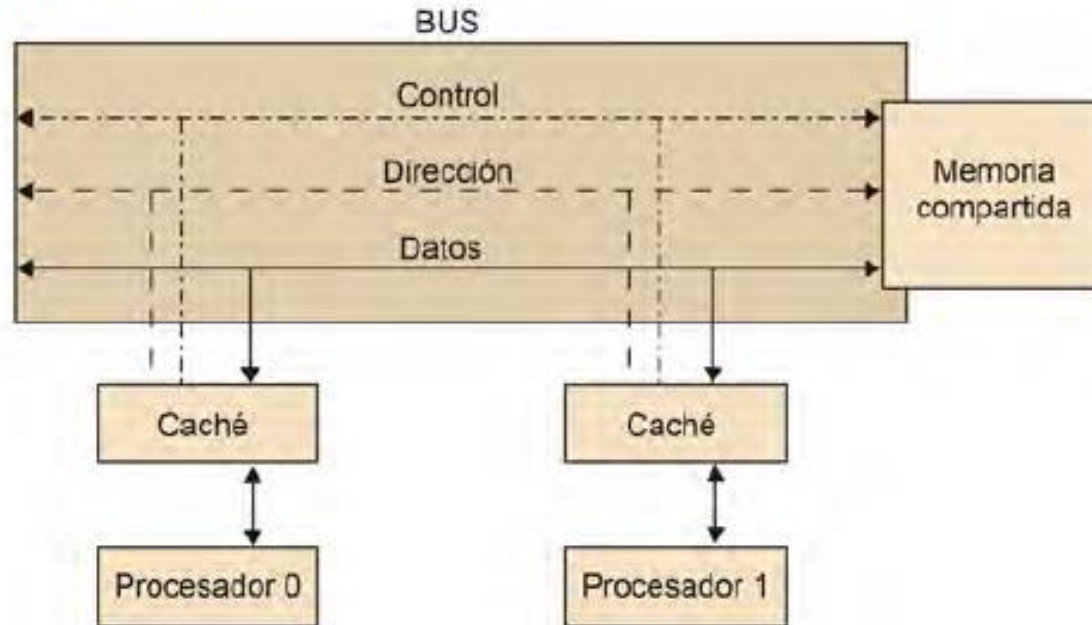 BUS
Control
Dirección
Datos
Memoria
compartida
Caché
Caché
Procesador 0
Procesador 1